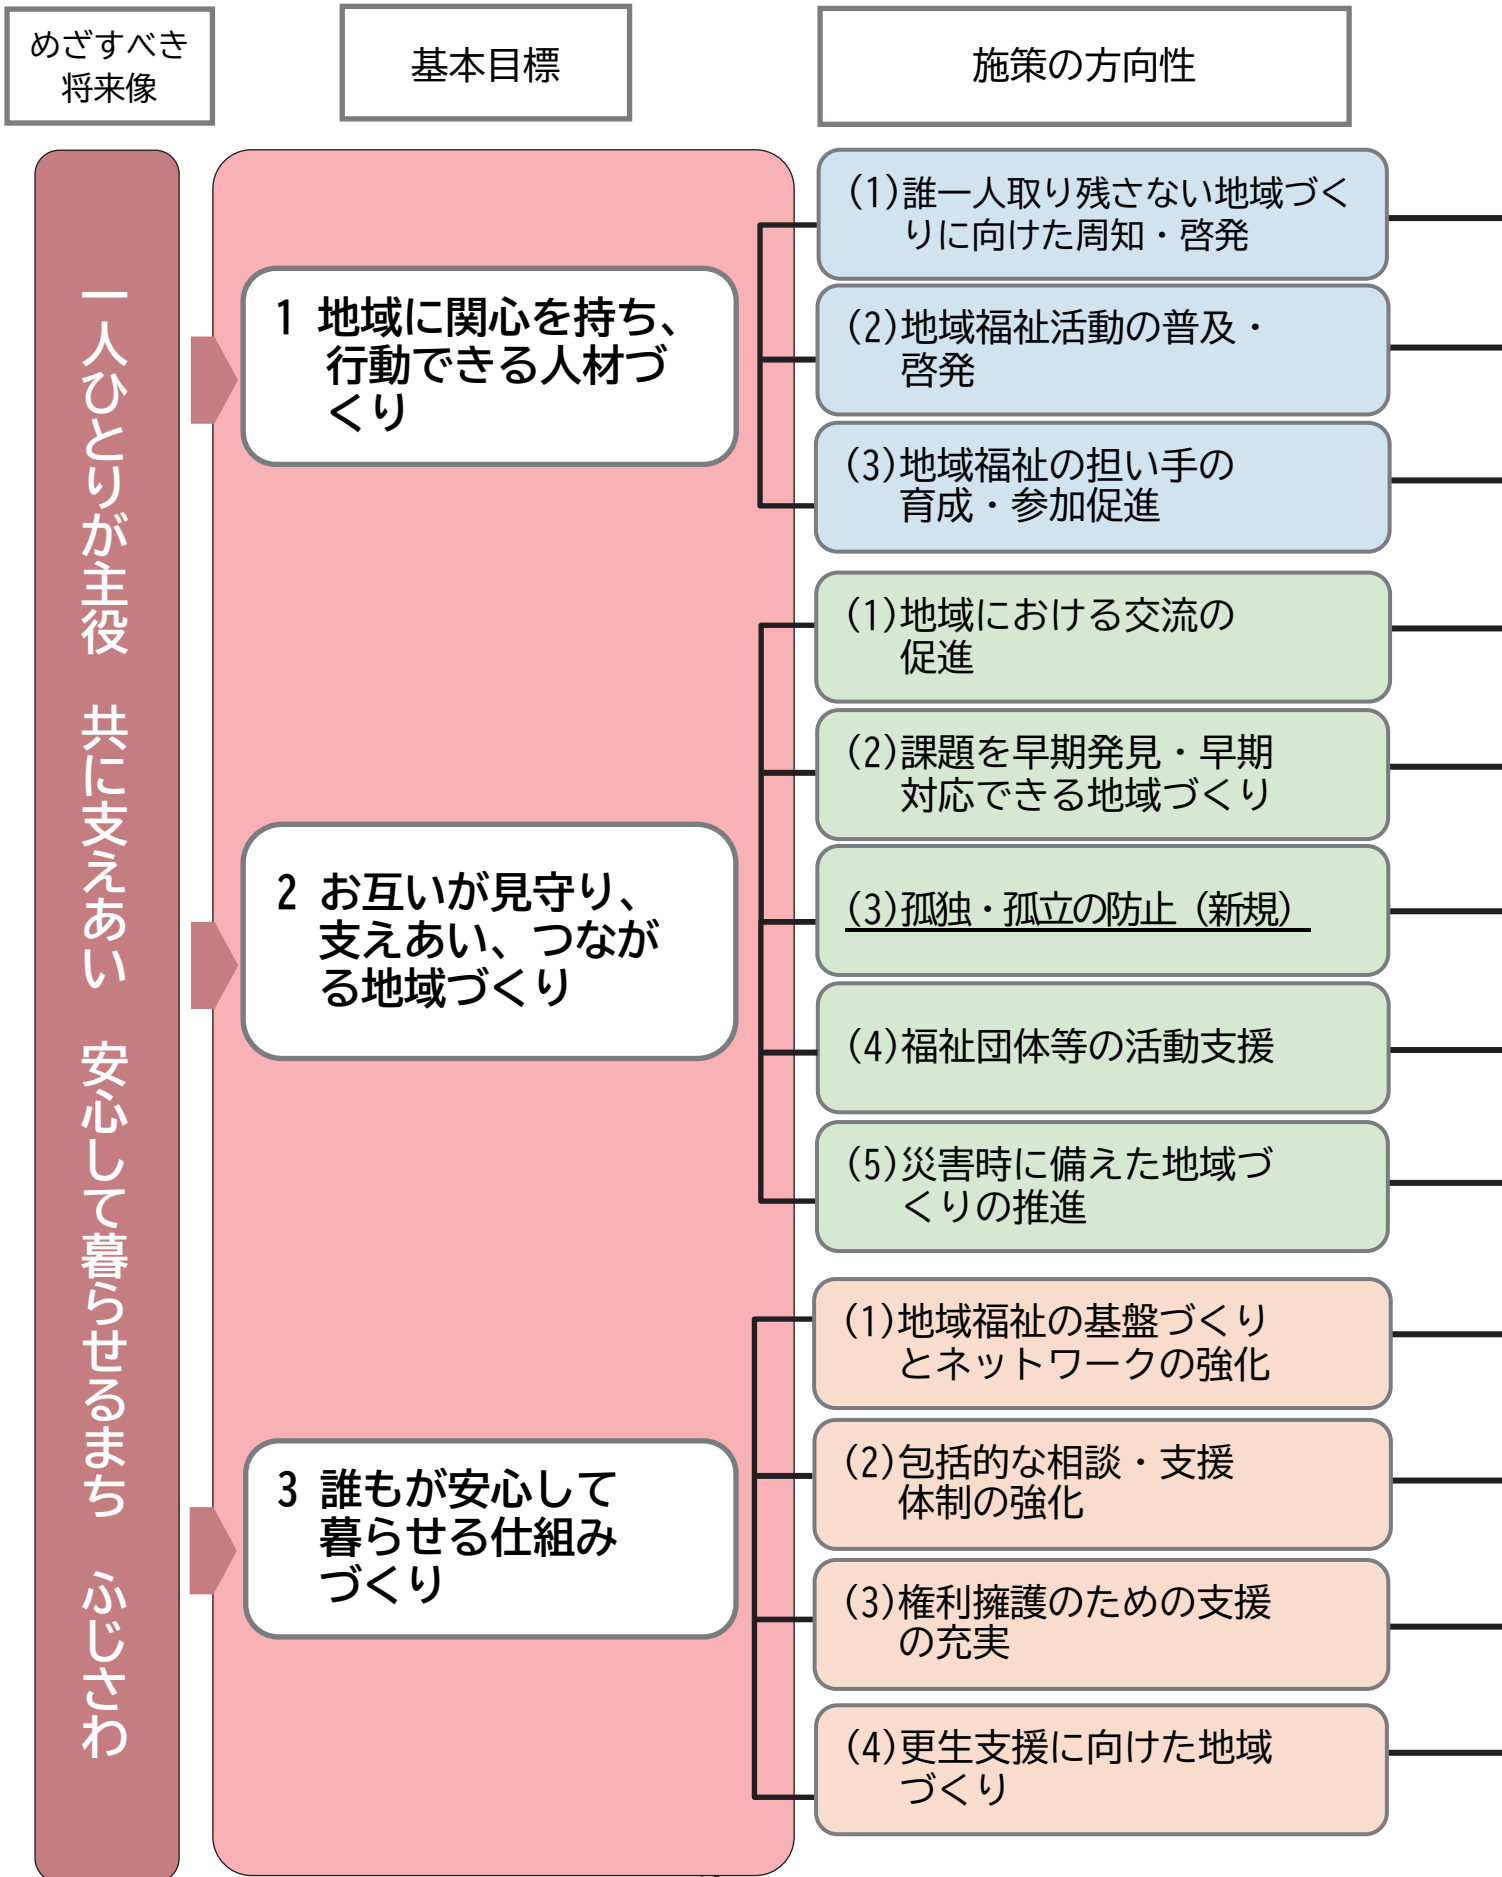 めざすべき
将来像
基本目標
施策の方向性
一人ひとりが主役　共に支えあい　安心して暮らせるまち　ふじさわ
1 地域に関心を持ち、
行動できる人材づ
くり
(1)誰一人取り残さない地域づく
りに向けた周知・啓発
(2)地域福祉活動の普及・
啓発
(3)地域福祉の担い手の
育成・参加促進
2 お互いが見守り、
支えあい、つなが
る地域づくり
(1)地域における交流の
促進
(2)課題を早期発見・早期
対応できる地域づくり
(3)孤独・孤立の防止（新規）
(4)福祉団体等の活動支援
(5)災害時に備えた地域づ
くりの推進
3 誰もが安心して
暮らせる仕組み
づくり
(1)地域福祉の基盤づくり
とネットワークの強化
(2)包括的な相談・支援
体制の強化
(3)権利擁護のための支援
の充実
(4)更生支援に向けた地域
づくり